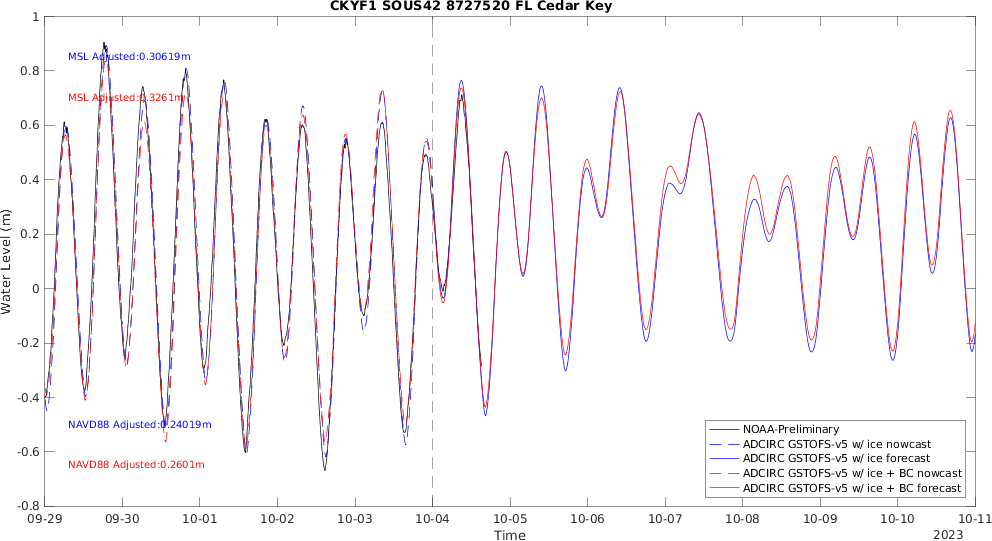 CKYF1 SOUS42 8727520 FL Cedar Key
1
0.8
0.6
0.4
0.2
0
-0.2
-0.4
-0.6
-0.8
Water Level (m)
MSL Adjusted:0.30619m
MSL Adjusted:0.3261m
NAVD88 Adjusted:0.24019m
NAVD88 Adjusted:0.2601m
NOAA-Preliminary
ADCIRC GSTOFS-v5 w/ ice nowcast
ADCIRC GSTOFS-v5 w/ ice forecast
ADCIRC GSTOFS-v5 w/ ice + BC nowcast
ADCIRC GSTOFS-v5 w/ ice + BC forecast
09-29 09-30 10-01 10-02 10-03 10-04 10-05 10-06 10-07 10-08 10-09 10-10 10-11
Time
2023